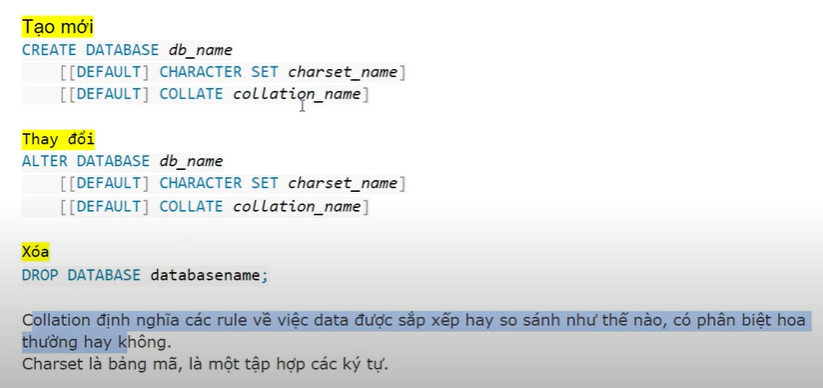 Tạo mới
CREATE DATABASE db_name
[[DEFAULT] CHARACTER SET charset_name]
[[DEFAULT] COLLATE collation_name]
Thay đổi
ALTER DATABASE db_name
[[DEFAULT] CHARACTER SET charset_name]
[[DEFAULT] COLLATE collation_name]
Xóa
DROP DATABASE databasename;
Collation định nghĩa các rule về việc data được sắp xếp hay so sánh như thế nào, có phân biệt hoa
thường hay không.
Charset là bảng mã, là một tập hợp các ký tự.